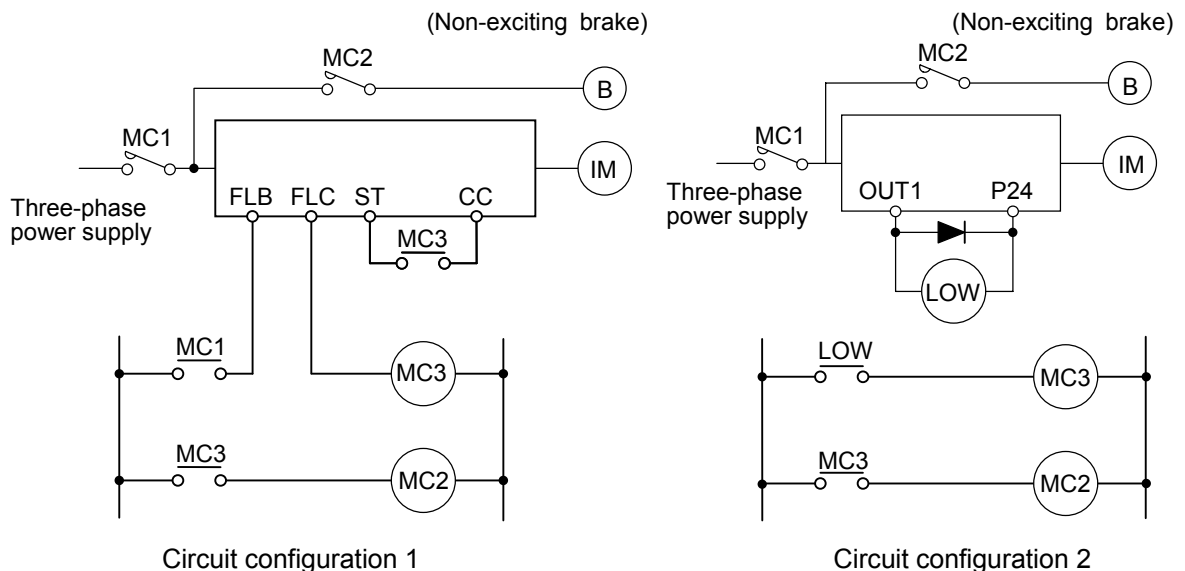 (Non-exciting brake)
MC2
B
MC1
IM
FLB FLC ST CC
Three-phase
power supply
MC3
MC1
MC3
MC3
MC2
Circuit configuration 1
(Non-exciting brake)
MC2
B
MC1
IM
OUT1 P24
Three-phase
power supply
LOW
LOW
MC3
MC3
MC2
Circuit configuration 2